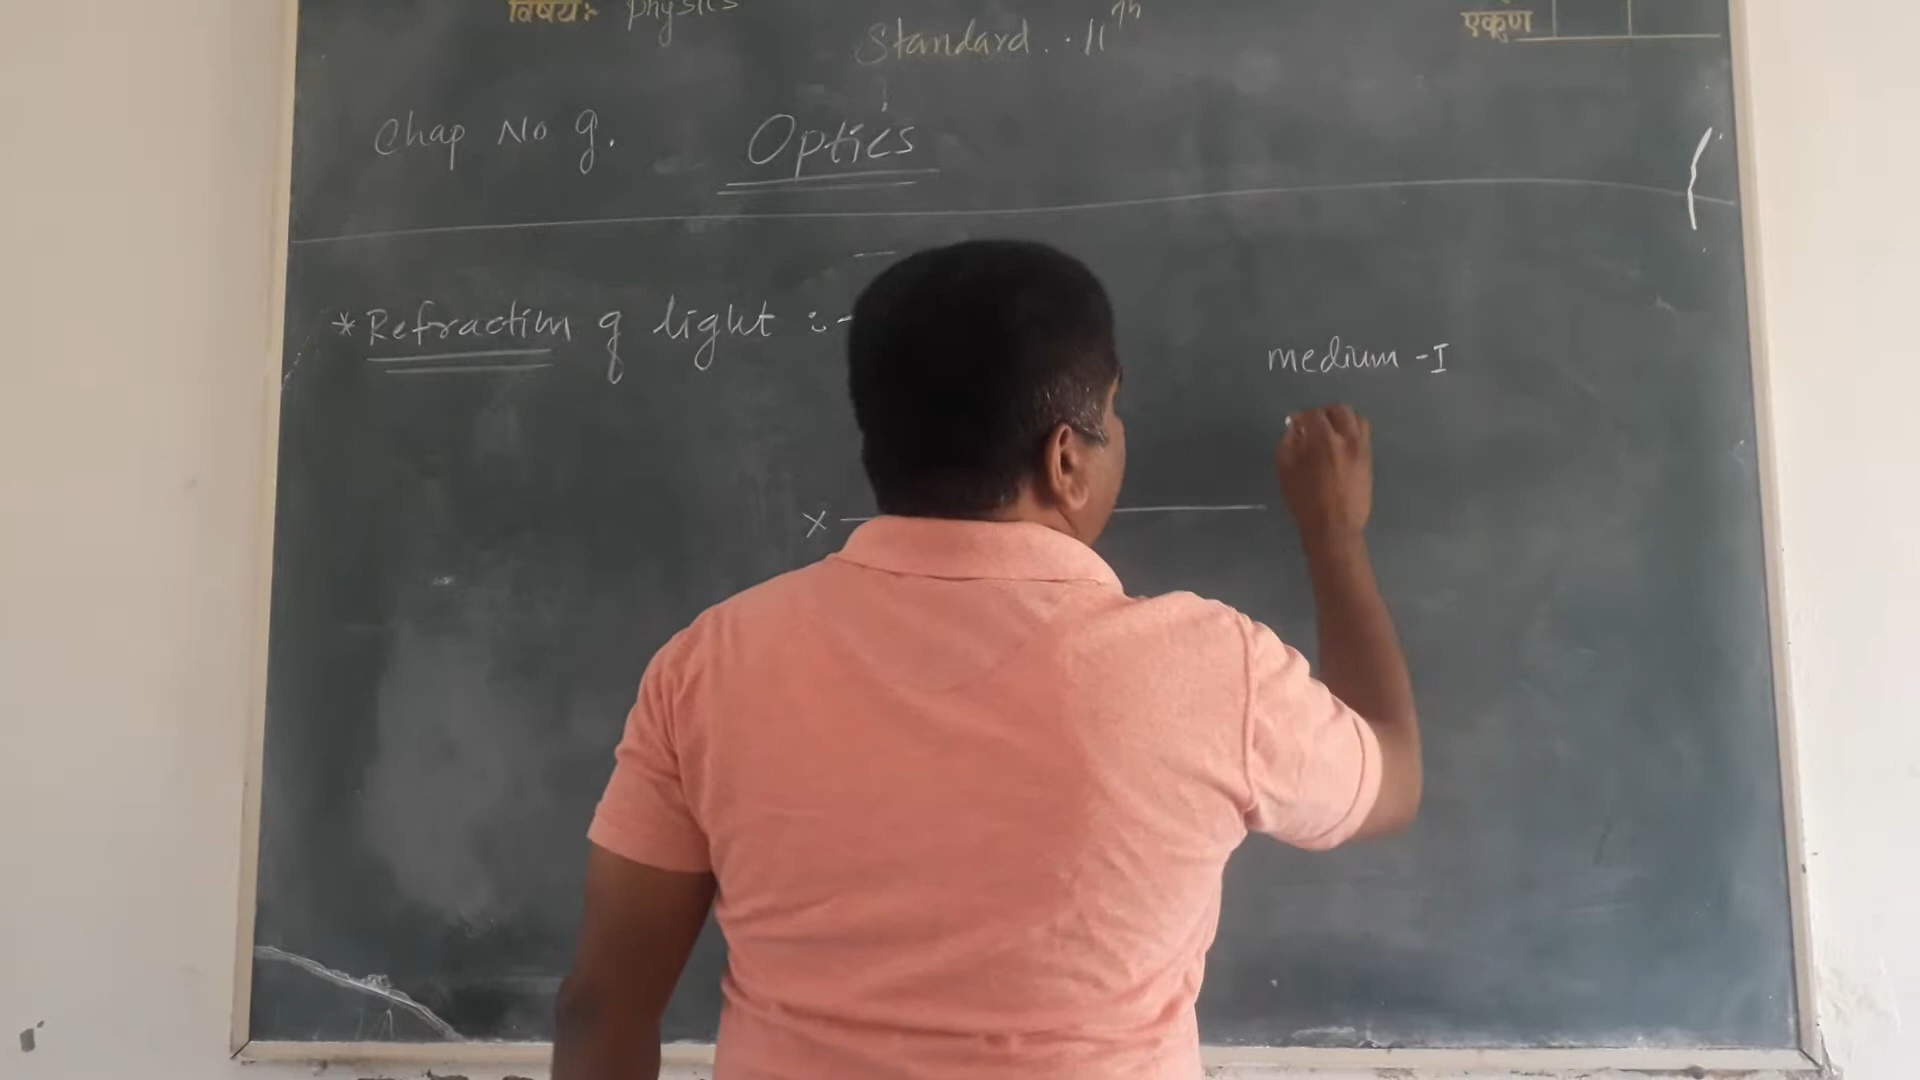 विषय:- physics
Standard..11th
एकूण
Chap No 9. Optics
*Refraction of light :-
medium -I
X